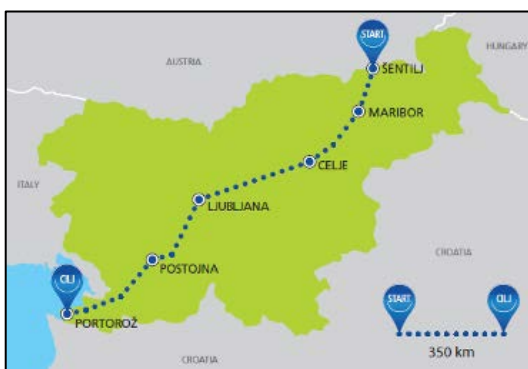 START
HUNGARY
AUSTRIA
ŠENTILJ
MARIBOR
CELJE
ITALY
LJUBLJANA
CROATIA
POSTOJNA
CILJ
PORTOROŽ
START
CILJ
350 km
CROATIA